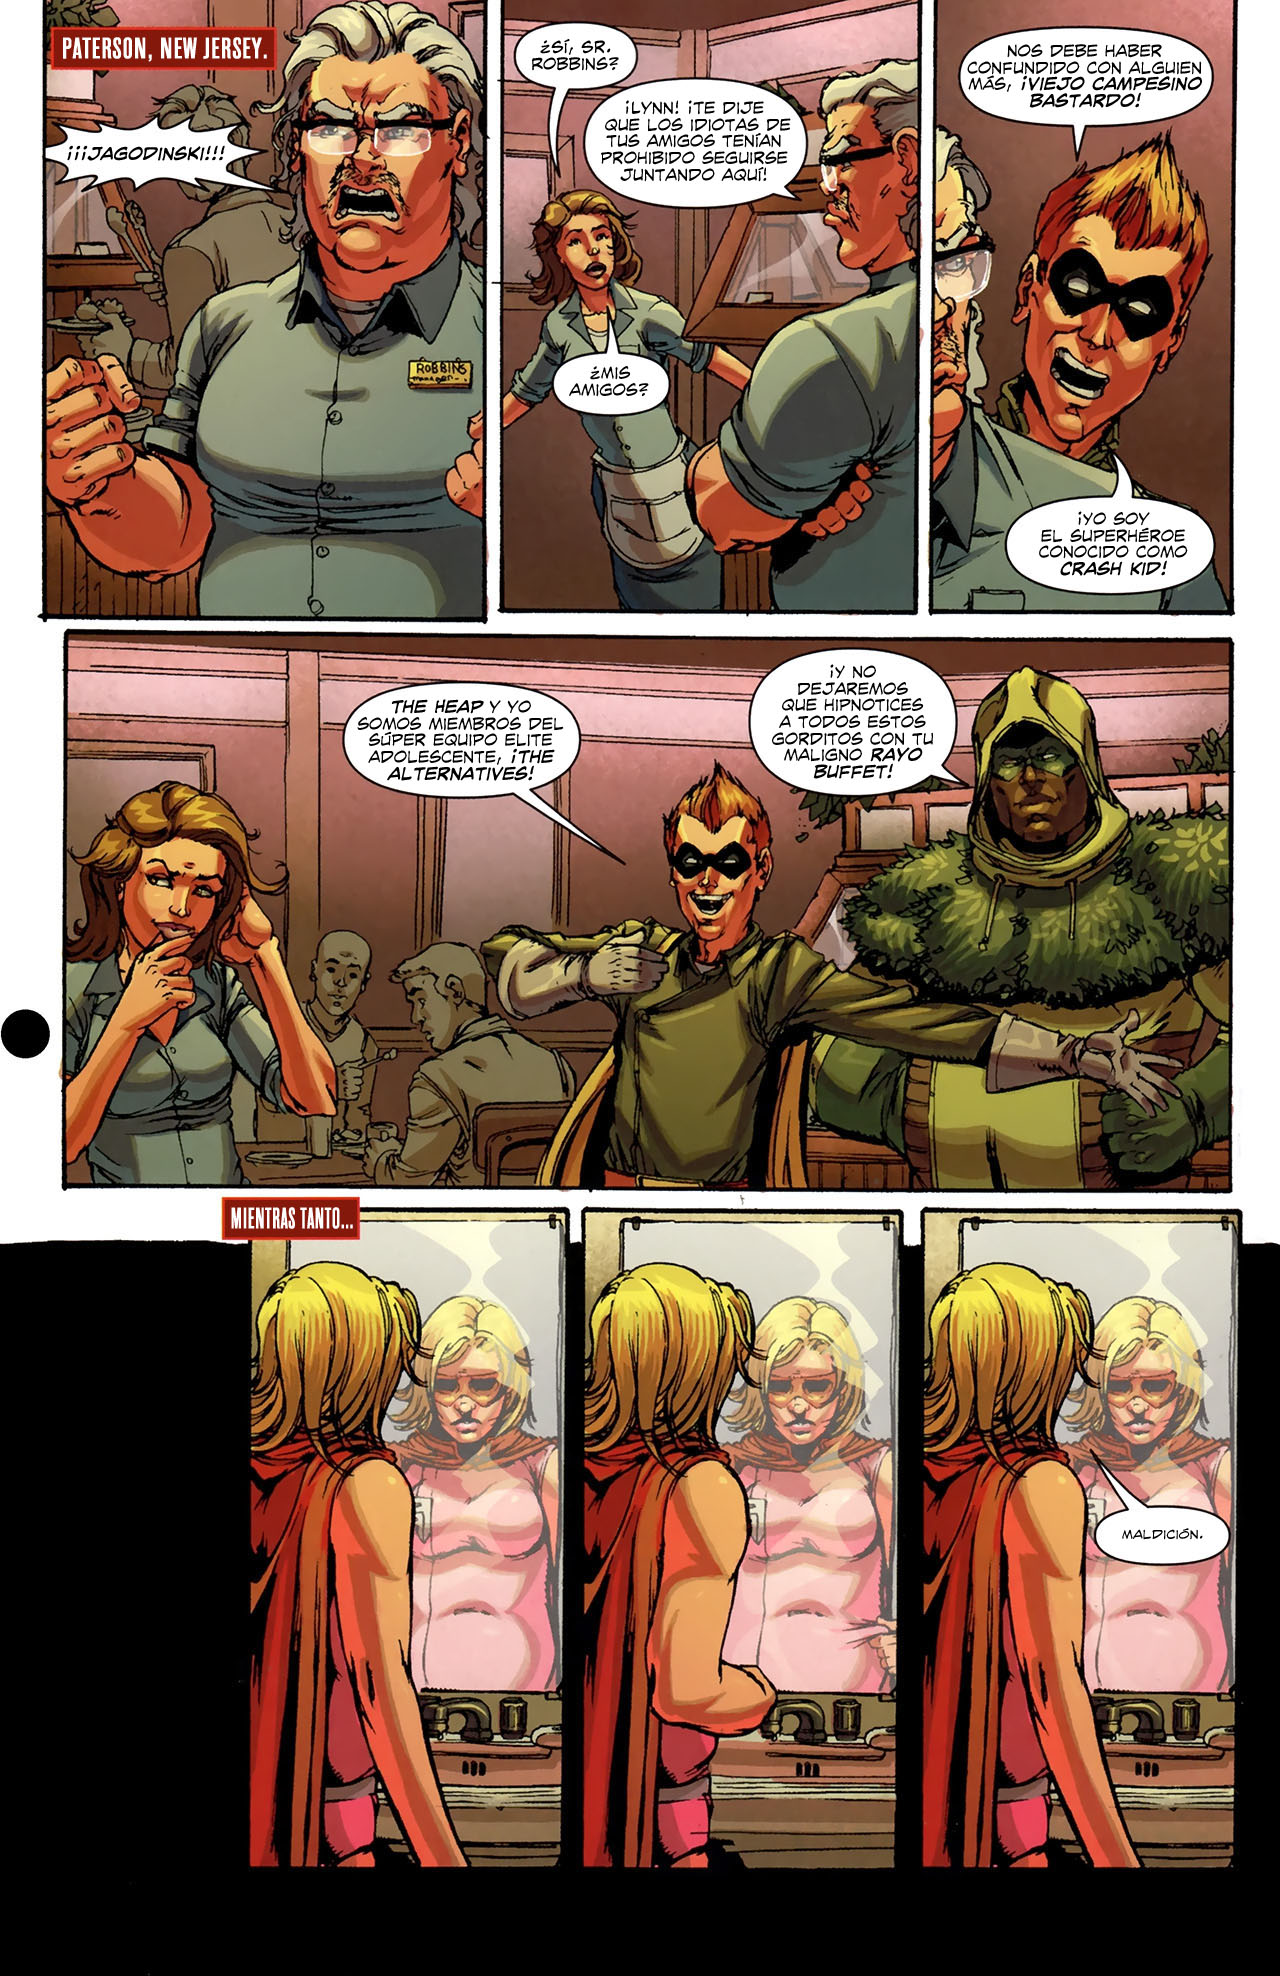 PATERSON, NEW JERSEY.
¡¡¡JAGODINSKI!!!
ROBBINS
manager
¿SÍ, SR.
ROBBINS?
¡LYNN! ¡TE DIJE
QUE LOS IDIOTAS DE
TUS AMIGOS TENÍAN
PROHIBIDO SEGUIRSE
JUNTANDO AQUÍ!
¿MIS
AMIGOS?
NOS DEBE HABER
CONFUNDIDO CON ALGUIEN
MÁS, ¡VIEJO CAMPESINO
BASTARDO!
¡YO SOY
EL SUPERHÉROE
CONOCIDO COMO
CRASH KID!
THE HEAP Y YO
SOMOS MIEMBROS DEL
SÚPER EQUIPO ELITE
ADOLESCENTE, ¡THE
ALTERNATIVES!
¡Y NO
DEJAREMOS
QUE HIPNOTICES
A TODOS ESTOS
GORDITOS CON TU
MALIGNO RAYO
BUFFET!
MIENTRAS TANTO...
MALDICIÓN.